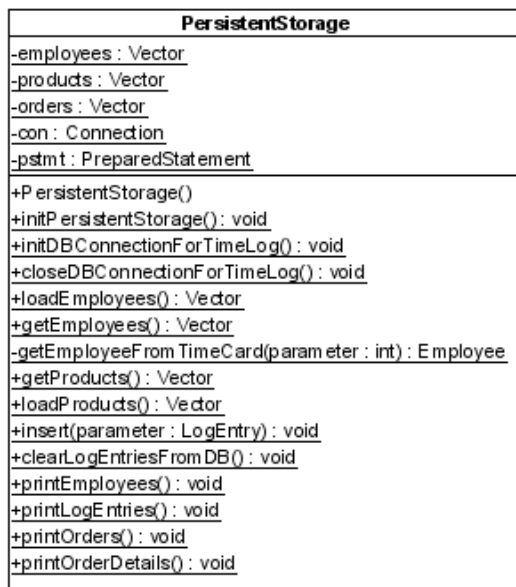 PersistentStorage
-employees : Vector
-products : Vector
-orders : Vector
-con : Connection
-pstmt : PreparedStatement
+PersistentStorage()
+initPersistentStorage() : void
+initDBConnectionForTimeLog() : void
+closeDBConnectionForTimeLog() : void
+loadEmployees() : Vector
+getEmployees() : Vector
-getEmployeeFromTimeCard(parameter : int) : Employee
+getProducts() : Vector
+loadProducts() : Vector
+insert(parameter : LogEntry) : void
+clearLogEntriesFromDB() : void
+printEmployees() : void
+printLogEntries() : void
+printOrders() : void
+printOrderDetails() : void